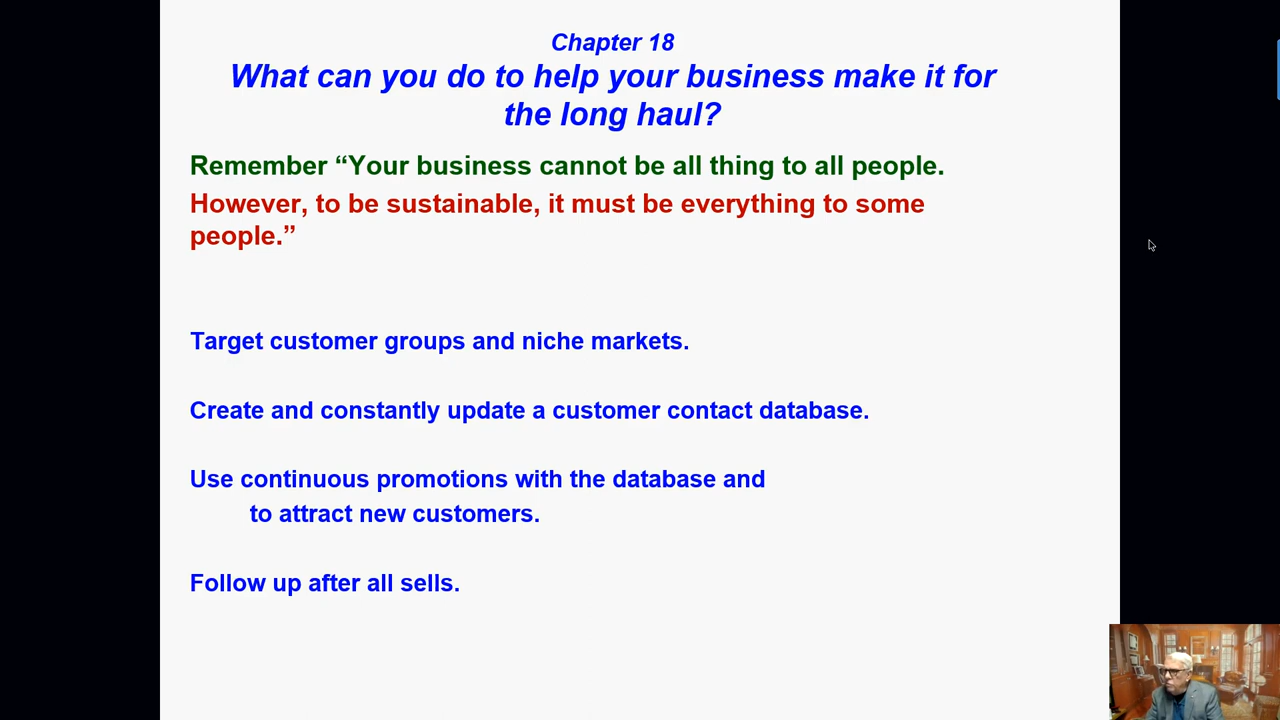 Chapter 18
What can you do to help your business make it for
the long haul?
Remember “Your business cannot be all thing to all people.
However, to be sustainable, it must be everything to some
people.”
Target customer groups and niche markets.
Create and constantly update a customer contact database.
Use continuous promotions with the database and
to attract new customers.
Follow up after all sells.